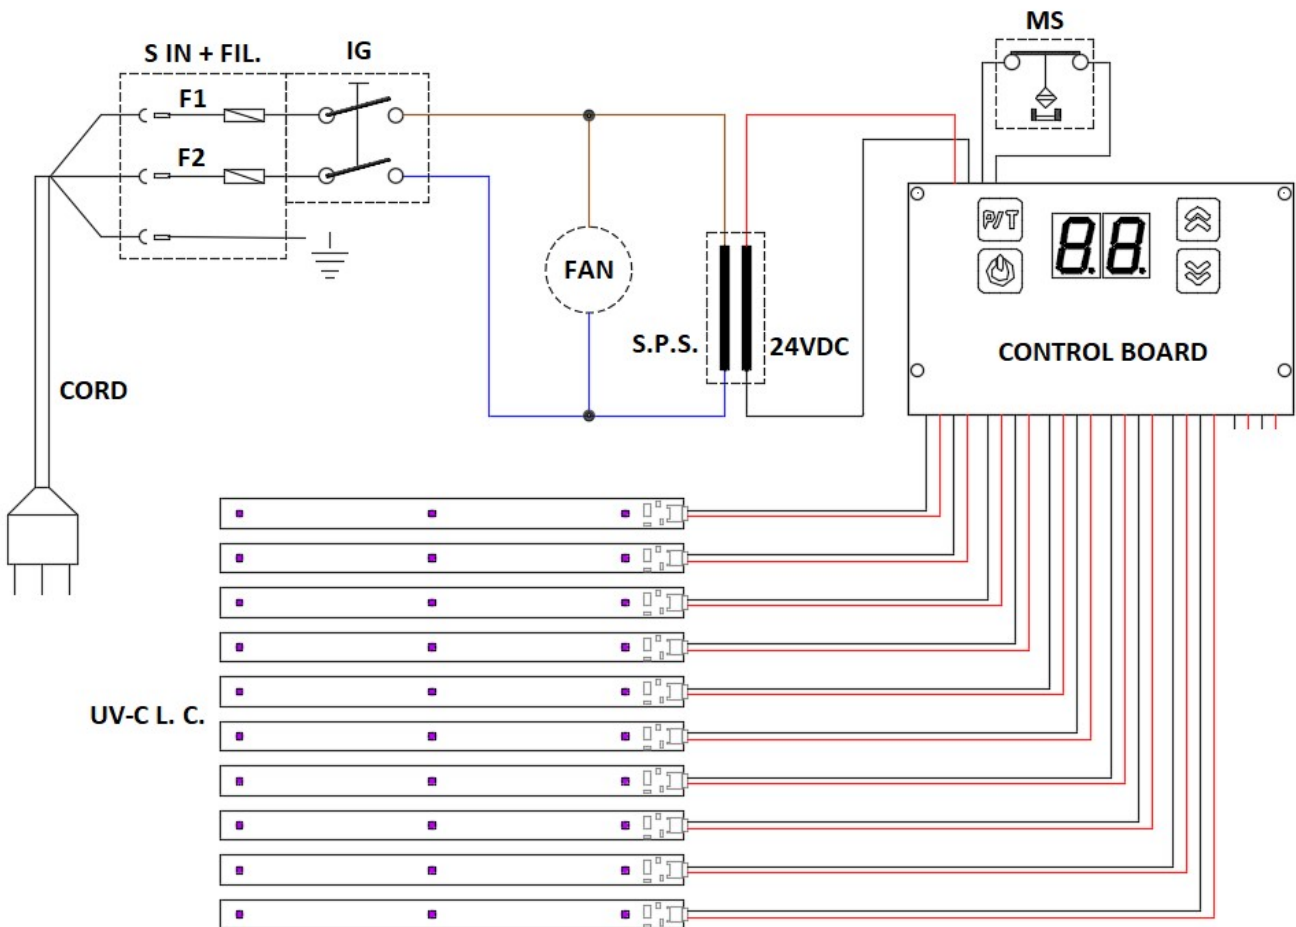 MS
S IN + FIL.
IG
F1
F2
P/T
88
FAN
S.P.S.
24VDC
CONTROL BOARD
CORD
UV-C L. C.